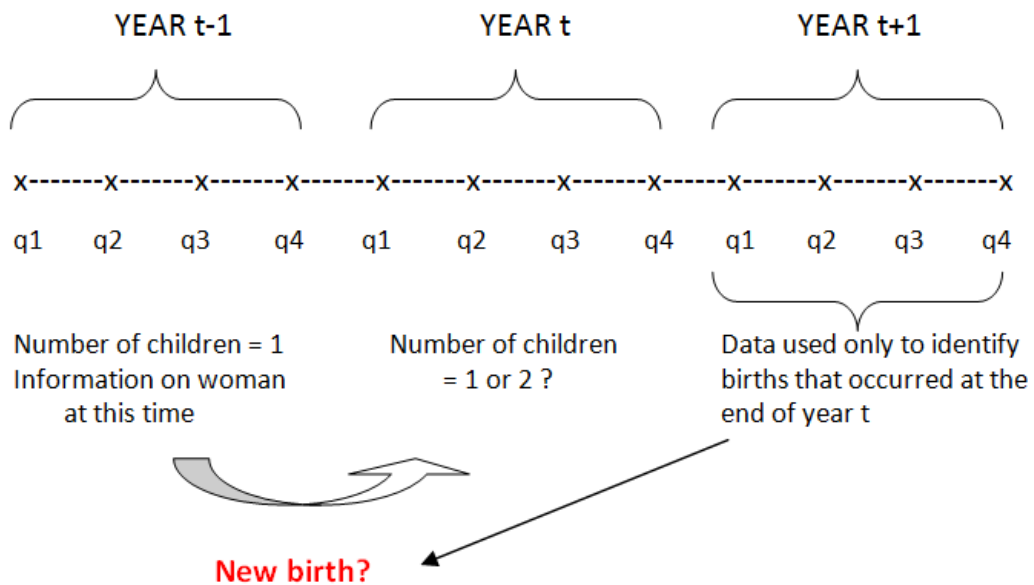 YEAR t-1 YEAR t YEAR t+1
x-------x-------x-------x-------x-------x-------x-------x------x-------x-------x-------x
q1 q2 q3 q4 q1 q2 q3 q4 q1 q2 q3 q4
Number of children = 1
Information on woman
at this time
Number of children
= 1 or 2 ?
Data used only to identify
births that occurred at the
end of year t
New birth?